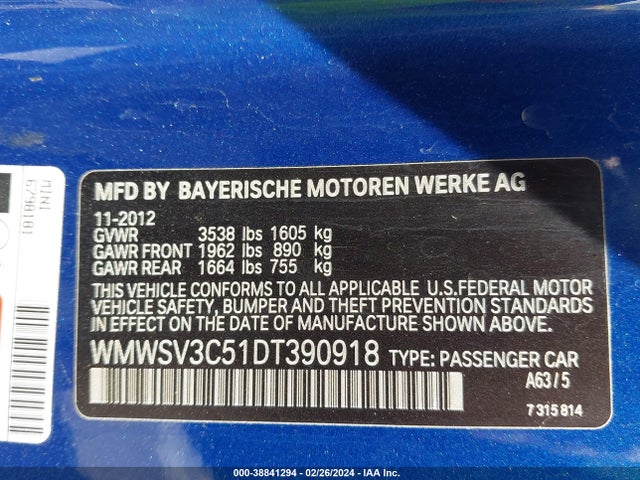 MFD BY BAYERISCHE MOTOREN WERKE AG
11-2012
GVWR 3538 lbs 1605 kg
GAWR FRONT 1962 lbs 890 kg
GAWR REAR 1664 lbs 755 kg
THIS VEHICLE CONFORMS TO ALL APPLICABLE U.S.FEDERAL MOTOR
VEHICLE SAFETY, BUMPER AND THEFT PREVENTION STANDARDS
IN EFFECT ON THE DATE OF MANUFACTURE SHOWN ABOVE.
WMWSV3C51DT390918 TYPE: PASSENGER CAR
A63/5
7315814
MINI
6798181
000-38841294 - 02/26/2024 - IAA Inc.